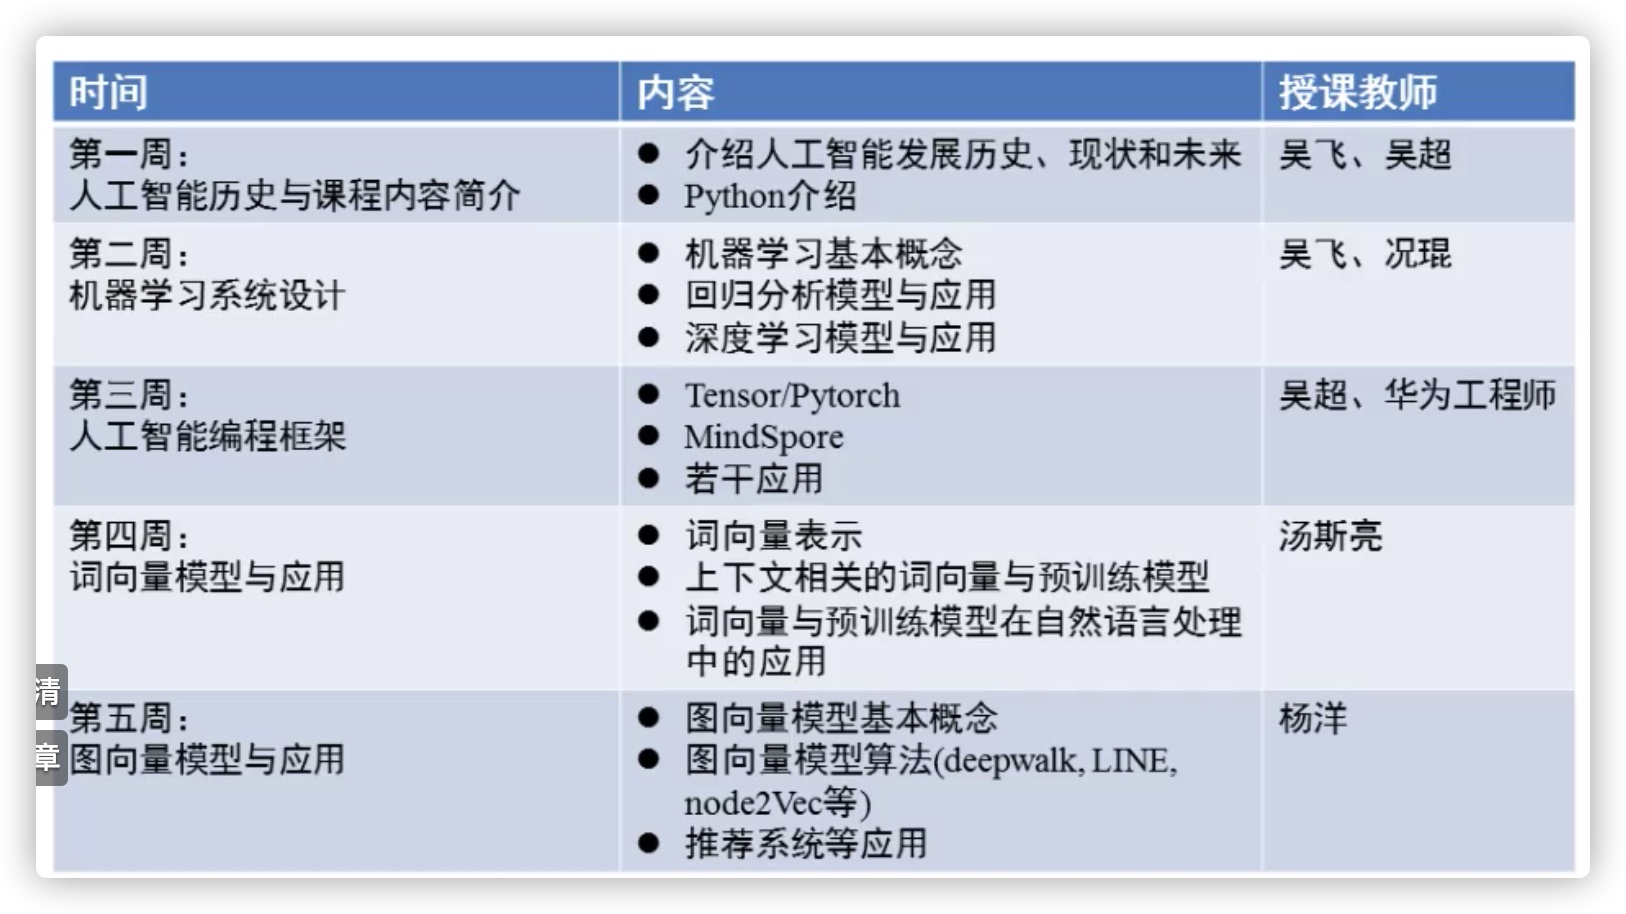 时间
内容
授课教师
第一周：
人工智能历史与课程内容简介
● 介绍人工智能发展历史、现状和未来
● Python介绍
吴飞、吴超
第二周：
机器学习系统设计
● 机器学习基本概念
● 回归分析模型与应用
● 深度学习模型与应用
吴飞、况琨
第三周：
人工智能编程框架
● Tensor/Pytorch
● MindSpore
● 若干应用
吴超、华为工程师
第四周：
词向量模型与应用
● 词向量表示
● 上下文相关的词向量与预训练模型
● 词向量与预训练模型在自然语言处理
中的应用
汤斯亮
清
第五周：
章
图向量模型与应用
● 图向量模型基本概念
● 图向量模型算法(deepwalk, LINE,
node2Vec等)
● 推荐系统等应用
杨洋